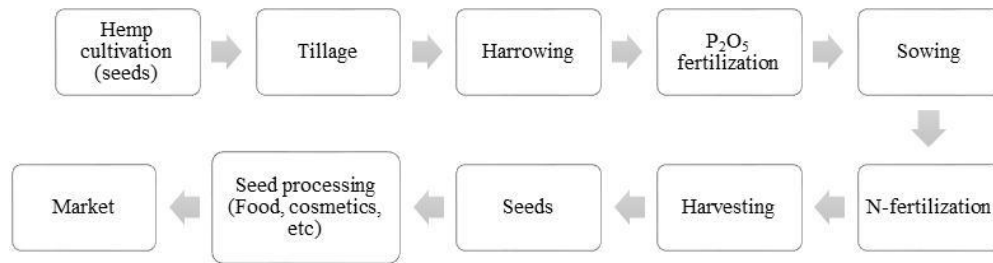 Hemp
cultivation
(seeds)
Tillage
Harrowing
P₂O₅
fertilization
Sowing
N-fertilization
Harvesting
Seeds
Seed processing
(Food, cosmetics,
etc)
Market